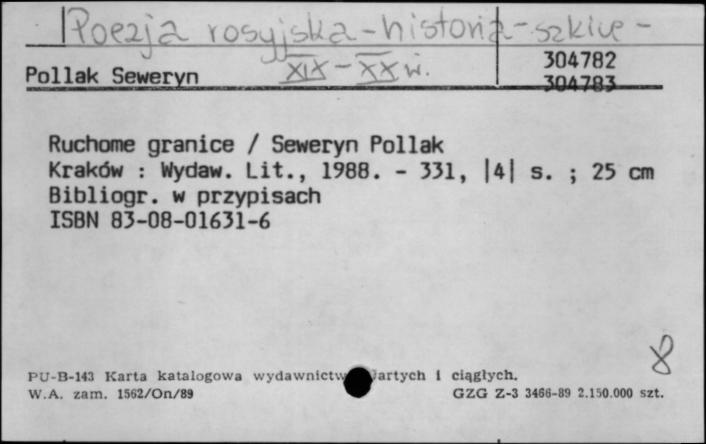 Poezja rosyjska - historia - szkice -
XIX - XX w.
304782
Pollak Seweryn
304783
Ruchome granice / Seweryn Pollak
Kraków : Wydaw. Lit., 1988. - 331, |4| s. ; 25 cm
Bibliogr. w przypisach
ISBN 83-08-01631-6
8
PU-B-143 Karta katalogowa wydawnictw artych i ciągłych.
W.A. zam. 1562/On/89 GZG Z-3 3466-89 2.150.000 szt.